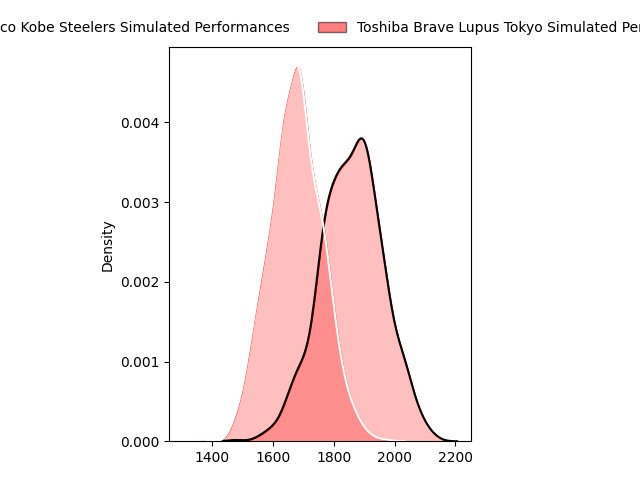 co Kobe Steelers Simulated Performances
Toshiba Brave Lupus Tokyo Simulated Per
0.004
0.003
0.002
0.001
0.000
Density
1400 1600 1800 2000 2200